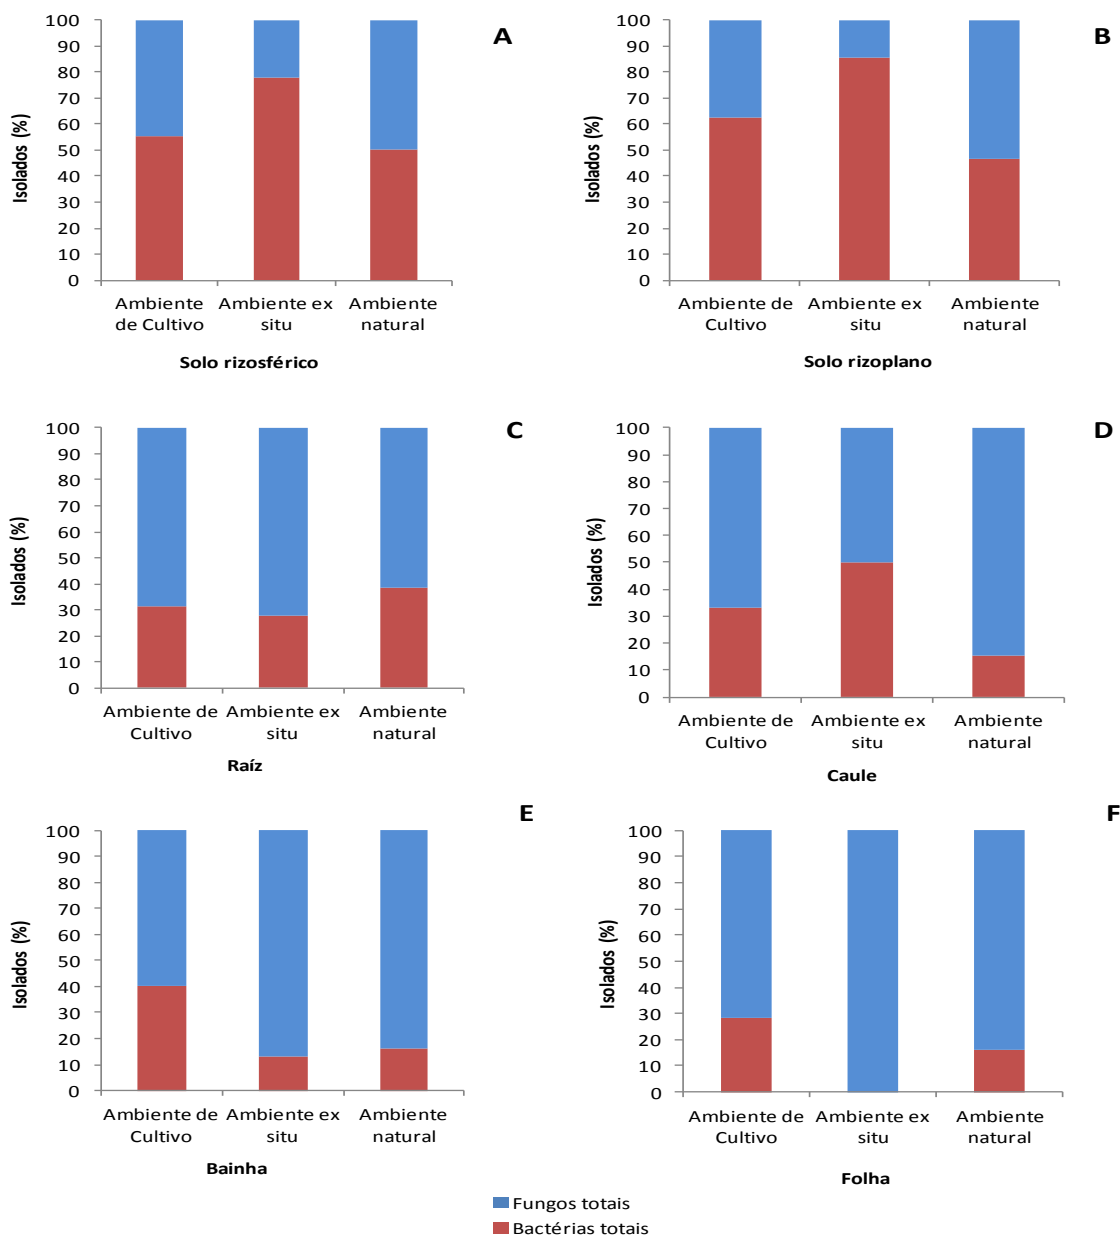 A
Isolados (%)
100
90
80
70
60
50
40
30
20
10
0
Ambiente de Cultivo
Ambiente ex situ
Ambiente natural
Solo rizosférico
B
Isolados (%)
100
90
80
70
60
50
40
30
20
10
0
Ambiente de Cultivo
Ambiente ex situ
Ambiente natural
Solo rizoplano
C
Isolados (%)
100
90
80
70
60
50
40
30
20
10
0
Ambiente de Cultivo
Ambiente ex situ
Ambiente natural
Raíz
D
Isolados (%)
100
90
80
70
60
50
40
30
20
10
0
Ambiente de Cultivo
Ambiente ex situ
Ambiente natural
Caule
E
Isolados (%)
100
90
80
70
60
50
40
30
20
10
0
Ambiente de Cultivo
Ambiente ex situ
Ambiente natural
Bainha
F
Isolados (%)
100
90
80
70
60
50
40
30
20
10
0
Ambiente de Cultivo
Ambiente ex situ
Ambiente natural
Folha
Fungos totais
Bactérias totais